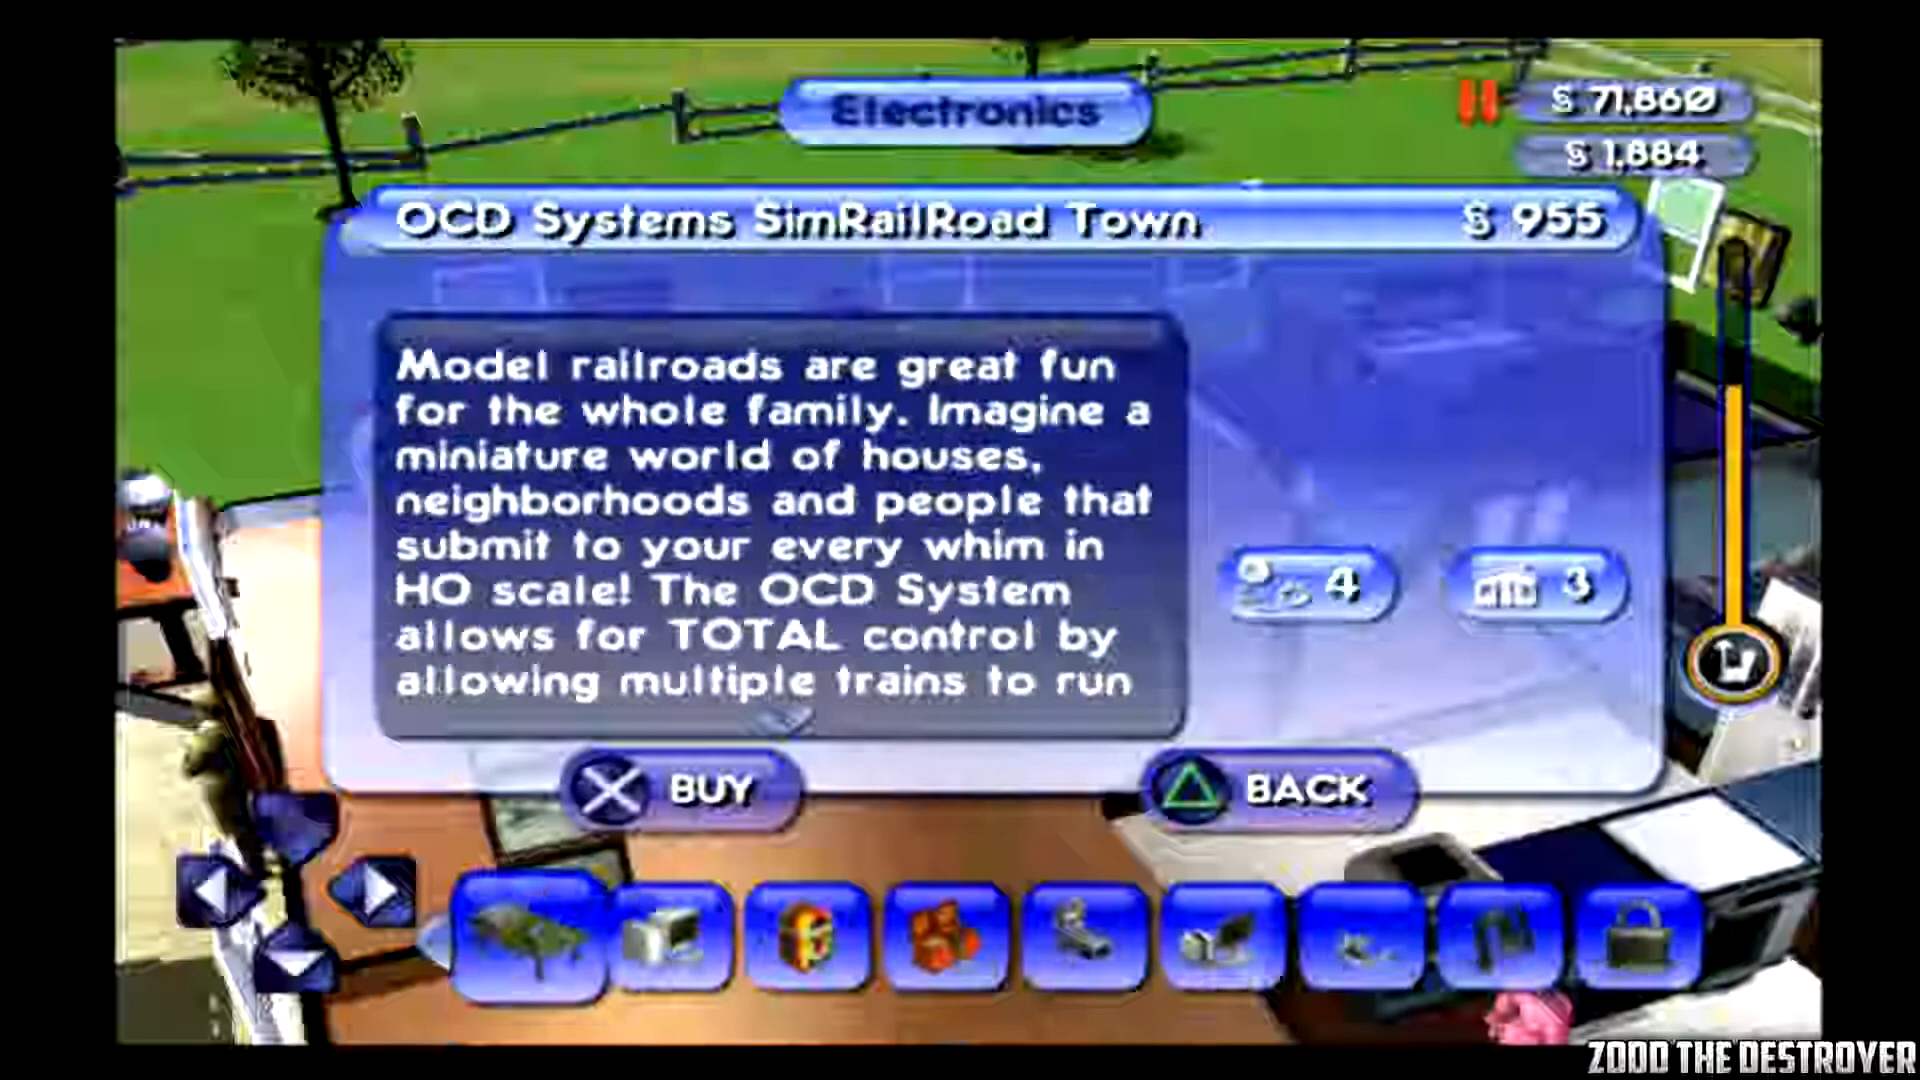 Electronics
§ 71,860
§ 1,884
OCD Systems SimRailRoad Town § 955
Model railroads are great fun
for the whole family. Imagine a
miniature world of houses,
neighborhoods and people that
submit to your every whim in
HO scale! The OCD System
allows for TOTAL control by
allowing multiple trains to run
4
3
BUY
BACK
ZODD THE DESTROYER